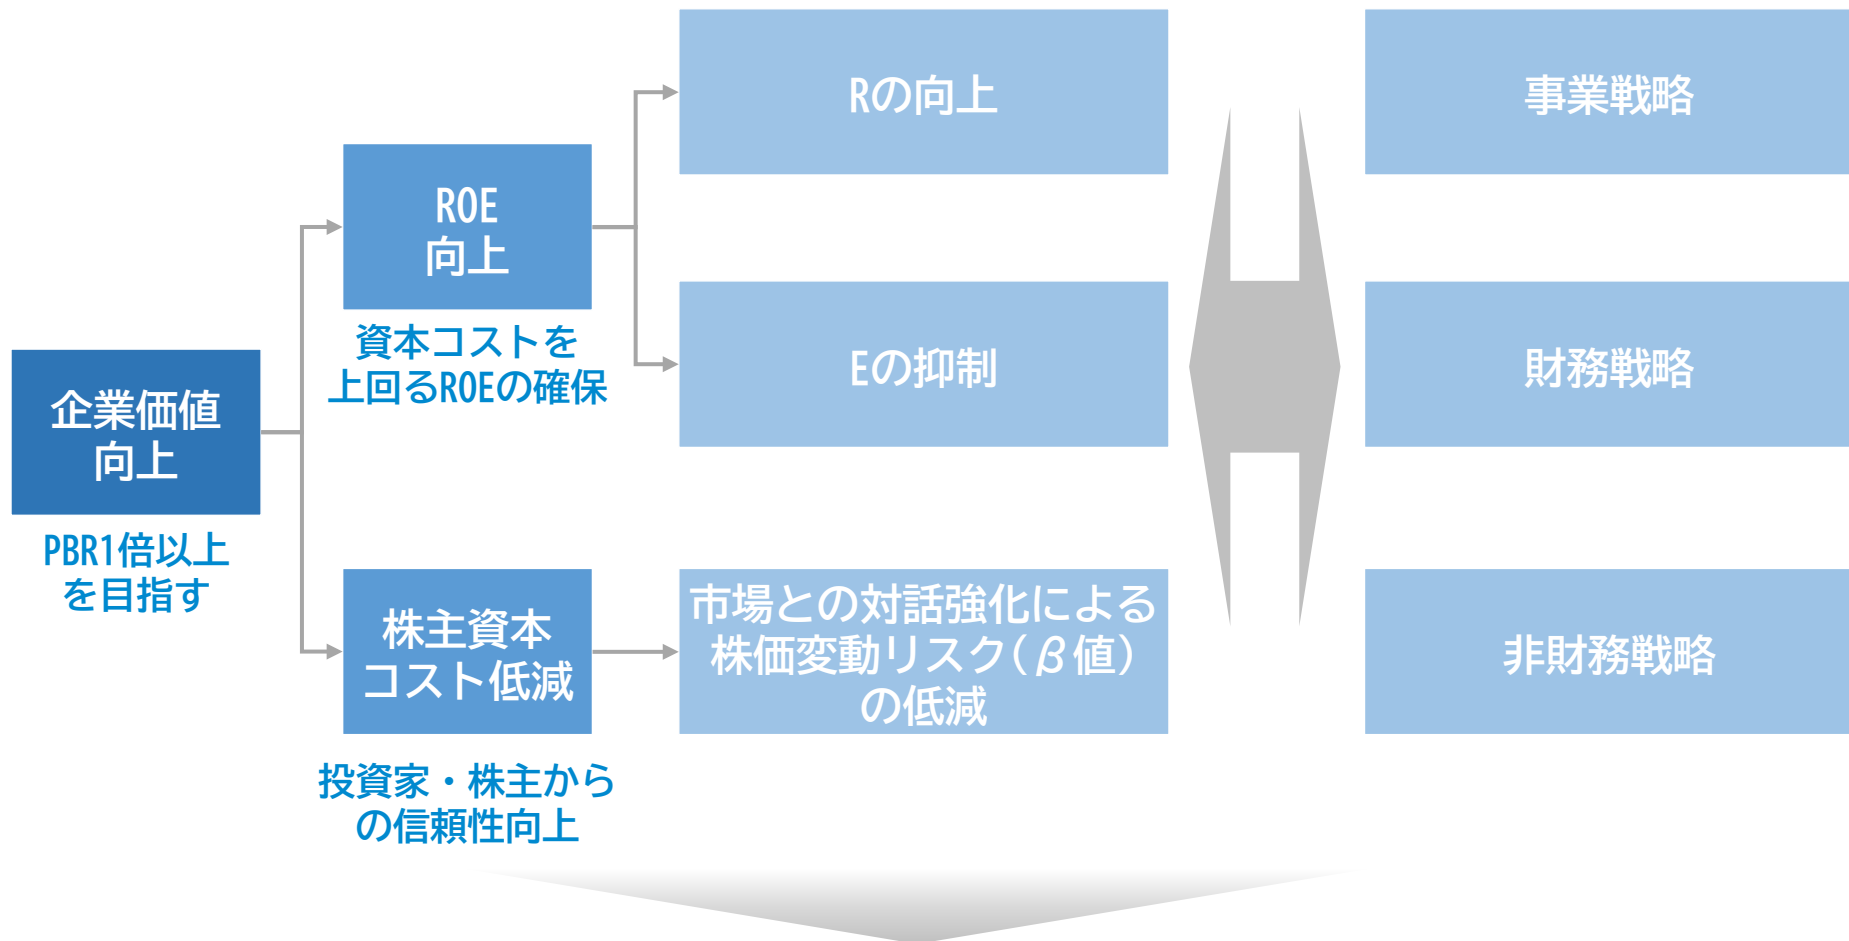 Rの向上
事業戦略
ROE
向上
資本コストを
上回るROEの確保
Eの抑制
財務戦略
企業価値
向上
PBR1倍以上
を目指す
株主資本
コスト低減
市場との対話強化による
株価変動リスク(β値)
の低減
非財務戦略
投資家・株主から
の信頼性向上